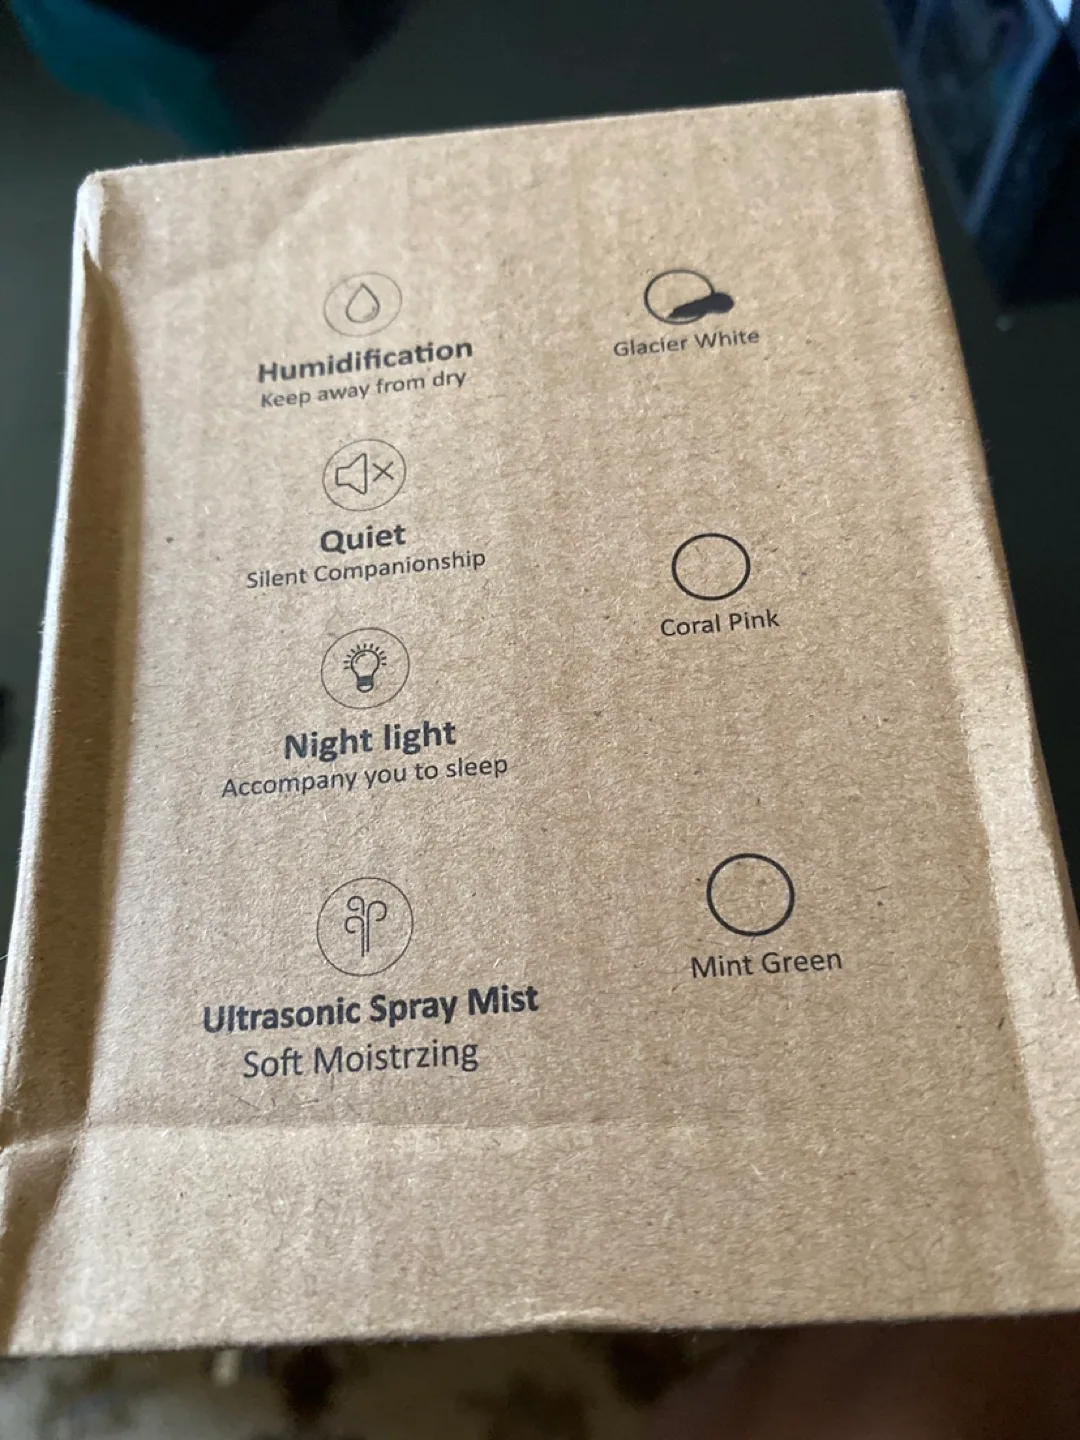 Humidification
Keep away from dry
Quiet
Silent Companionship
Night light
Accompany you to sleep
Ultrasonic Spray Mist
Soft Moistrzing
Glacier White
Coral Pink
Mint Green